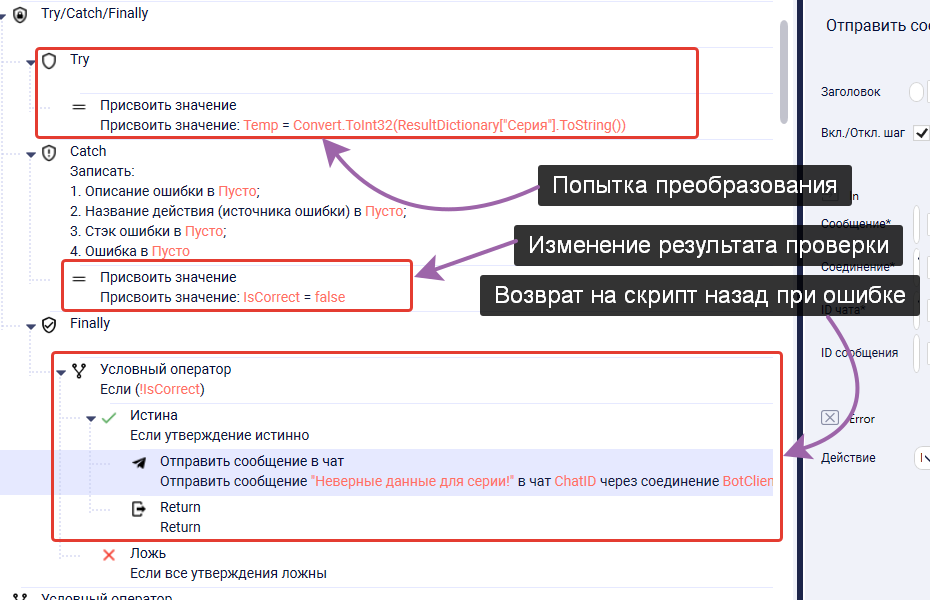 Try/Catch/Finally
Try
Присвоить значение
Присвоить значение: Temp = Convert.ToInt32(ResultDictionary["Серия"].ToString())
Catch
Записать:
1. Описание ошибки в Пусто;
2. Название действия (источника ошибки) в Пусто;
3. Стэк ошибки в Пусто;
4. Ошибка в Пусто
Присвоить значение
Присвоить значение: IsCorrect = false
Finally
Условный оператор
Если (!IsCorrect)
Истина
Если утверждение истинно
Отправить сообщение в чат
Отправить сообщение "Неверные данные для серии!" в чат ChatID через соединение BotClien
Return
Return
Ложь
Если все утверждения ложны
Условный оператор
Попытка преобразования
Изменение результата проверки
Возврат на скрипт назад при ошибке
Отправить соо
Заголовок
Вкл./Откл. шаг
In
Сообщение*
Соединение*
ID чата*
ID сообщения
Error
Действие